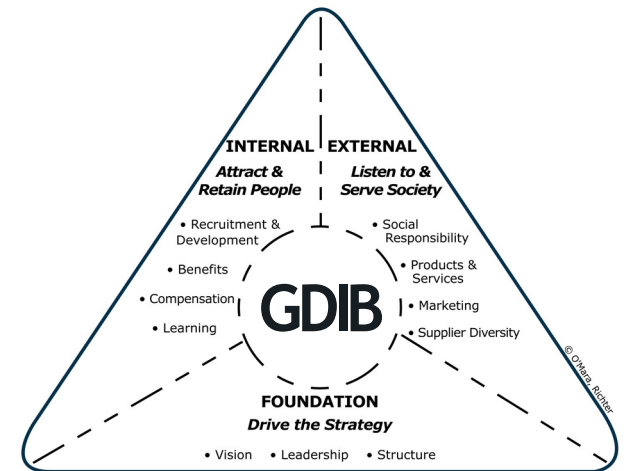 INTERNAL
Attract &
Retain People
• Recruitment &
Development
• Benefits
• Compensation
• Learning
EXTERNAL
Listen to &
Serve Society
• Social
Responsibility
• Products &
Services
• Marketing
• Supplier Diversity
GDIB
© O'Mara, Richter
FOUNDATION
Drive the Strategy
• Vision • Leadership • Structure